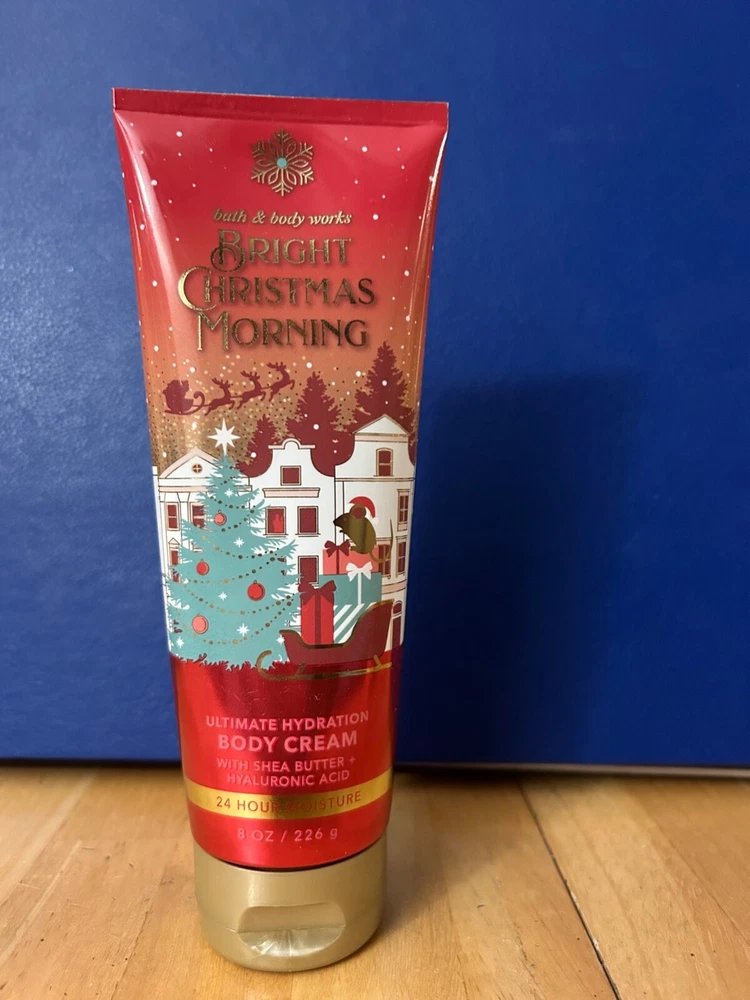 bath & body works
BRIGHT
CHRISTMAS
MORNING
ULTIMATE HYDRATION
BODY CREAM
WITH SHEA BUTTER +
HYALURONIC ACID
24 HOUR MOISTURE
8 OZ / 226 g